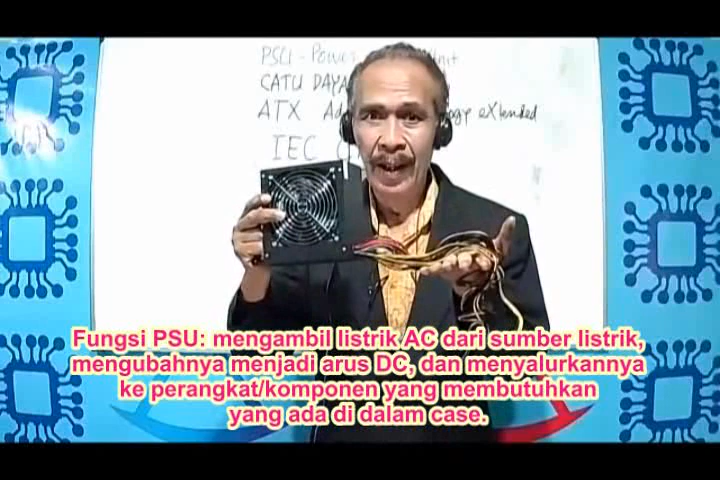 PSU - Power
CATU DAYA
ATX Ad extended
IEC
Fungsi PSU: mengambil listrik AC dari sumber listrik,
mengubahnya menjadi arus DC, dan menyalurkannya
ke perangkat/komponen yang membutuhkan
yang ada di dalam case.